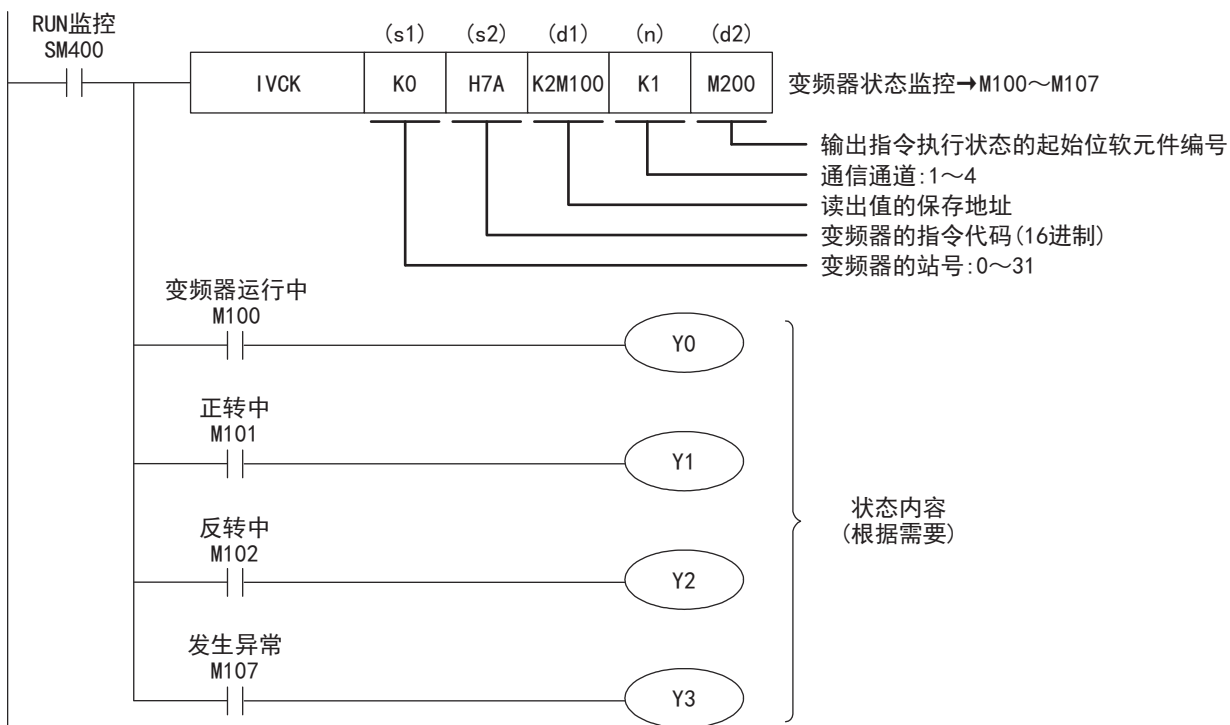 RUN监控
SM400
(s1) (s2) (d1) (n) (d2)
IVCK K0 H7A K2M100 K1 M200 变频器状态监控→M100～M107
输出指令执行状态的起始位软元件编号
通信通道:1～4
读出值的保存地址
变频器的指令代码(16进制)
变频器的站号:0～31
变频器运行中
M100
Y0
正转中
M101
Y1
反转中
M102
Y2
发生异常
M107
Y3
状态内容
(根据需要)